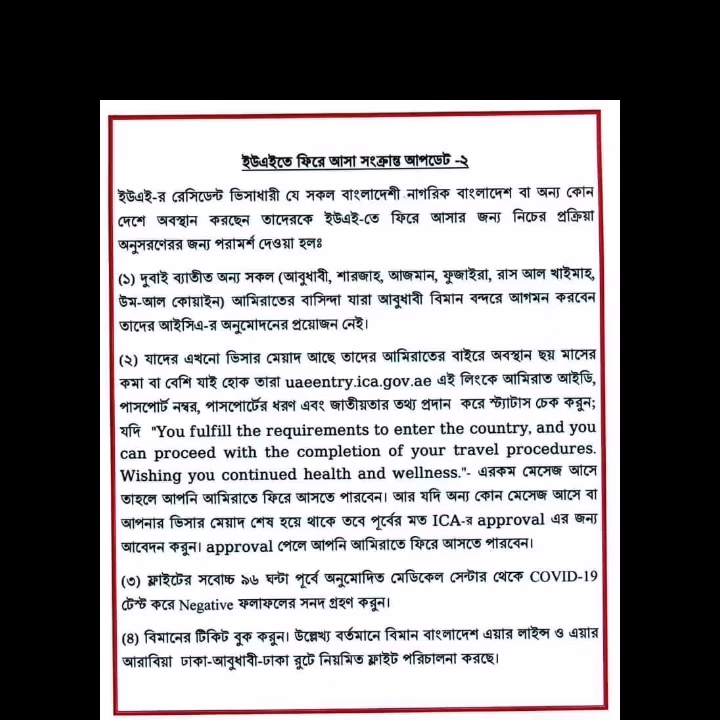 ইউএইতে ফিরে আসা সংক্রান্ত আপডেট -২
ইউএই-র রেসিডেন্ট ভিসাধারী যে সকল বাংলাদেশী নাগরিক বাংলাদেশ বা অন্য কোন
দেশে অবস্থান করছেন তাদেরকে ইউএই-তে ফিরে আসার জন্য নিচের প্রক্রিয়া
অনুসরণেরর জন্য পরামর্শ দেওয়া হলঃ
(১) দুবাই ব্যাতীত অন্য সকল (আবুধাবী, শারজাহ, আজমান, ফুজাইরা, রাস আল খাইমাহ,
উম-আল কোয়াইন) আমিরাতের বাসিন্দা যারা আবুধাবী বিমান বন্দরে আগমন করবেন
তাদের আইসিএ-র অনুমোদনের প্রয়োজন নেই।
(২) যাদের এখনো ভিসার মেয়াদ আছে তাদের আমিরাতের বাইরে অবস্থান ছয় মাসের
কমা বা বেশি যাই হোক তারা uaeentry.ica.gov.ae এই লিংকে আমিরাত আইডি,
পাসপোর্ট নম্বর, পাসপোর্টের ধরণ এবং জাতীয়তার তথ্য প্রদান করে স্ট্যাটাস চেক করুন;
যদি "You fulfill the requirements to enter the country, and you
can proceed with the completion of your travel procedures.
Wishing you continued health and wellness."- এরকম মেসেজ আসে
তাহলে আপনি আমিরাতে ফিরে আসতে পারবেন। আর যদি অন্য কোন মেসেজ আসে বা
আপনার ভিসার মেয়াদ শেষ হয়ে থাকে তবে পূর্বের মত ICA-র approval এর জন্য
আবেদন করুন। approval পেলে আপনি আমিরাতে ফিরে আসতে পারবেন।
(৩) ফ্লাইটের সবোচ্চ ৯৬ ঘন্টা পূর্বে অনুমোদিত মেডিকেল সেন্টার থেকে COVID-19
টেস্ট করে Negative ফলাফলের সনদ গ্রহণ করুন।
(৪) বিমানের টিকিট বুক করুন। উল্লেখ্য বর্তমানে বিমান বাংলাদেশ এয়ার লাইন্স ও এয়ার
আরাবিয়া ঢাকা-আবুধাবী-ঢাকা রুটে নিয়মিত ফ্লাইট পরিচালনা করছে।